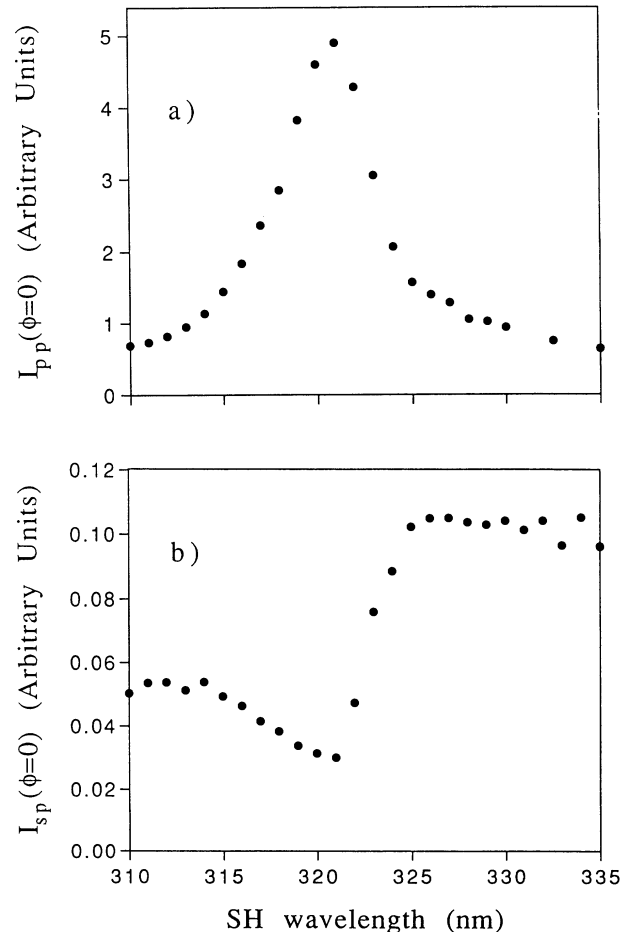 5
4
3
2
1
0
a)
I_pp(ϕ=0) (Arbitrary Units)
0.12
0.10
0.08
0.06
0.04
0.02
0.00
b)
I_sp(ϕ=0) (Arbitrary Units)
310 315 320 325 330 335
SH wavelength (nm)